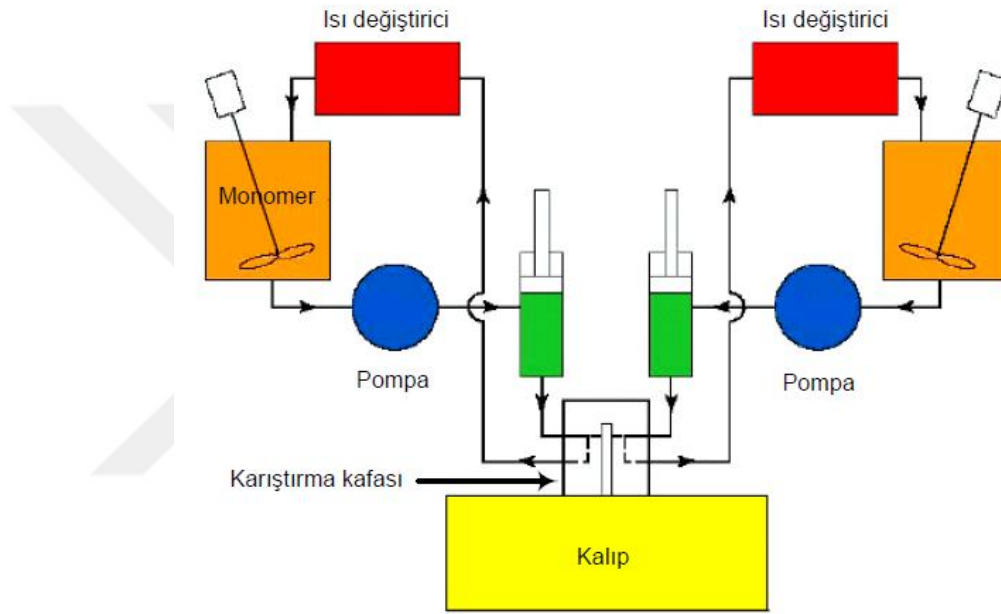 Isı değiştirici
Isı değiştirici
Monomer
Pompa
Pompa
Karıştırma kafası
Kalıp